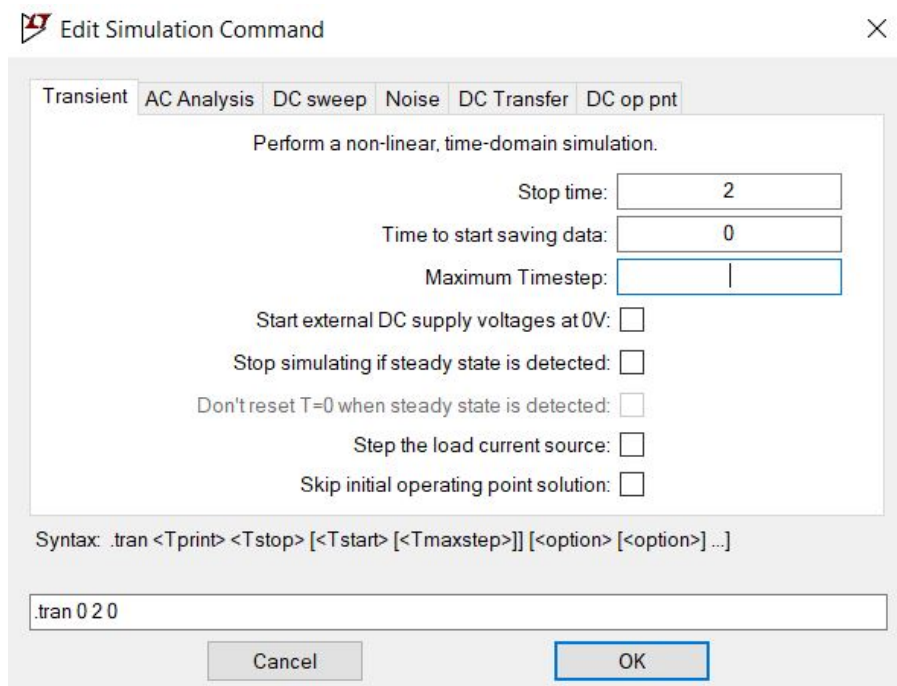 Edit Simulation Command
Transient AC Analysis DC sweep Noise DC Transfer DC op pnt
Perform a non-linear, time-domain simulation.
Stop time: 2
Time to start saving data: 0
Maximum Timestep:
Start external DC supply voltages at 0V:
Stop simulating if steady state is detected:
Don't reset T=0 when steady state is detected:
Step the load current source:
Skip initial operating point solution:
Syntax: .tran <Tprint> <Tstop> [<Tstart> [<Tmaxstep>]] [<option> [<option>] ...]
.tran 0 2 0
Cancel OK